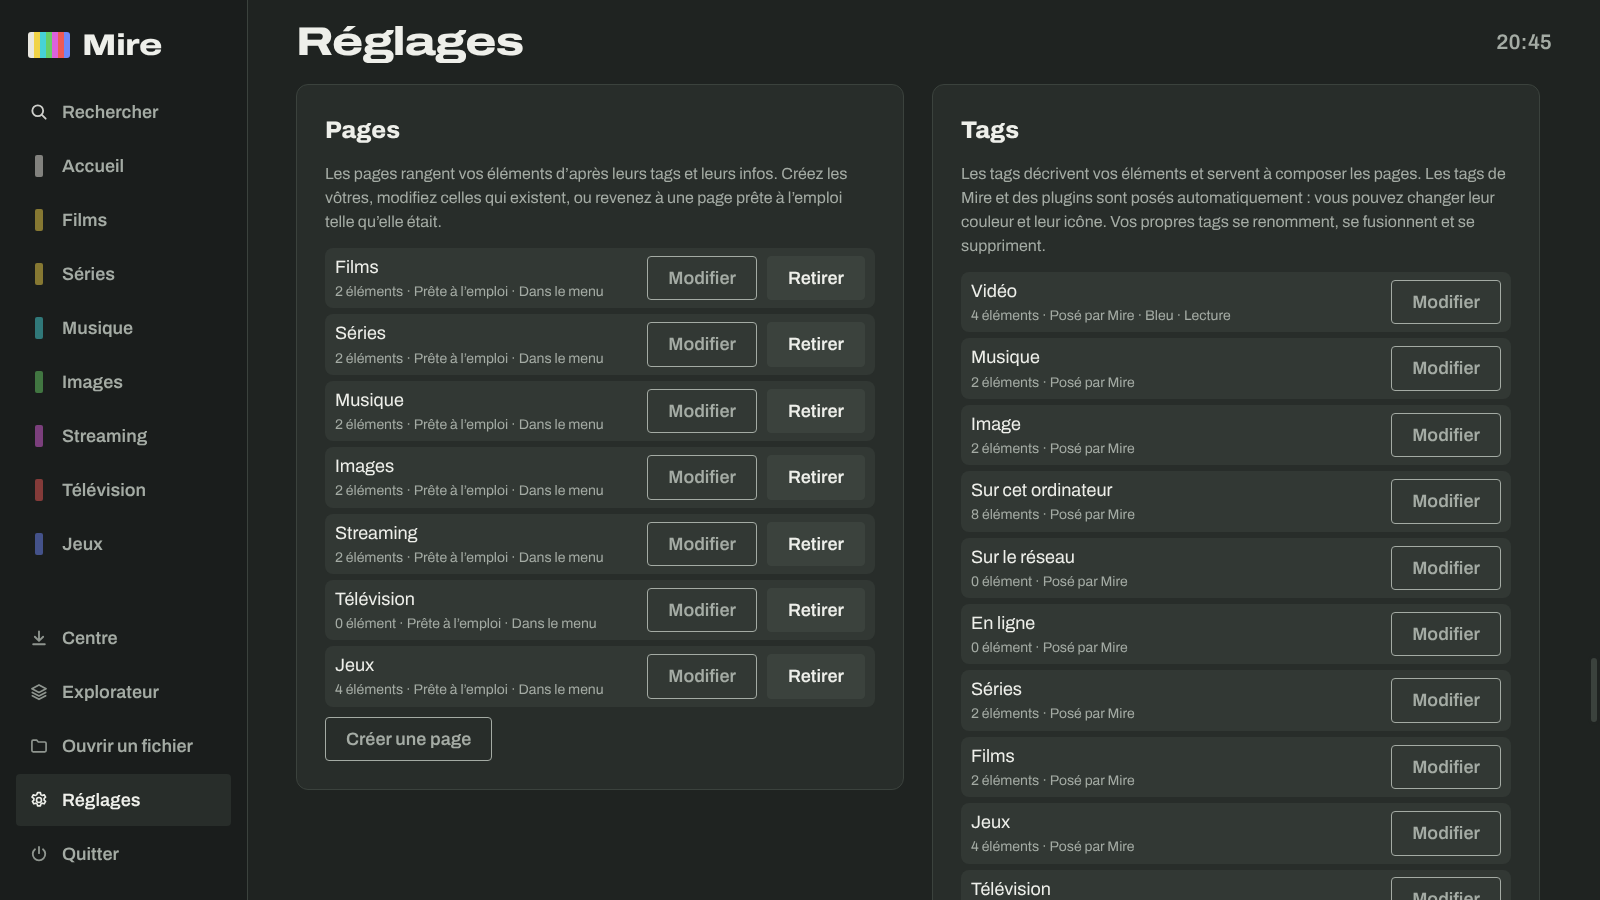 Mire
Rechercher
Accueil
Films
Séries
Musique
Images
Streaming
Télévision
Jeux
Centre
Explorateur
Ouvrir un fichier
Réglages
Quitter
Réglages
20:45
Pages
Les pages rangent vos éléments d’après leurs tags et leurs infos. Créez les
vôtres, modifiez celles qui existent, ou revenez à une page prête à l’emploi
telle qu’elle était.
Films
2 éléments · Prête à l’emploi · Dans le menu
Modifier
Retirer
Séries
2 éléments · Prête à l’emploi · Dans le menu
Modifier
Retirer
Musique
2 éléments · Prête à l’emploi · Dans le menu
Modifier
Retirer
Images
2 éléments · Prête à l’emploi · Dans le menu
Modifier
Retirer
Streaming
2 éléments · Prête à l’emploi · Dans le menu
Modifier
Retirer
Télévision
0 élément · Prête à l’emploi · Dans le menu
Modifier
Retirer
Jeux
4 éléments · Prête à l’emploi · Dans le menu
Modifier
Retirer
Créer une page
Tags
Les tags décrivent vos éléments et servent à composer les pages. Les tags de
Mire et des plugins sont posés automatiquement : vous pouvez changer leur
couleur et leur icône. Vos propres tags se renomment, se fusionnent et se
suppriment.
Vidéo
4 éléments · Posé par Mire · Bleu · Lecture
Modifier
Musique
2 éléments · Posé par Mire
Modifier
Image
2 éléments · Posé par Mire
Modifier
Sur cet ordinateur
8 éléments · Posé par Mire
Modifier
Sur le réseau
0 élément · Posé par Mire
Modifier
En ligne
0 élément · Posé par Mire
Modifier
Séries
2 éléments · Posé par Mire
Modifier
Films
2 éléments · Posé par Mire
Modifier
Jeux
4 éléments · Posé par Mire
Modifier
Télévision
Modifier